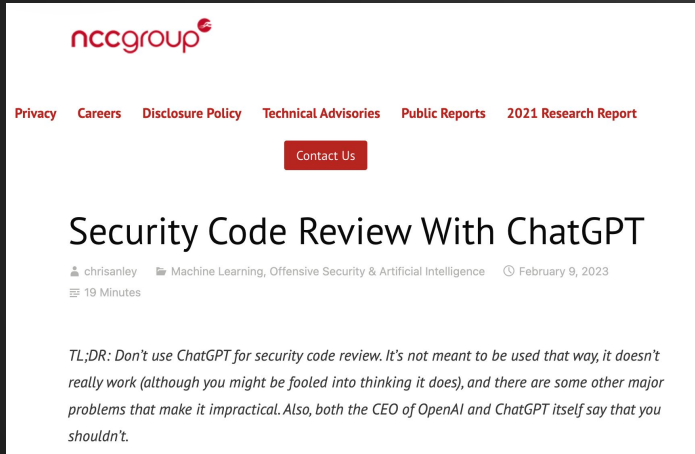 nccgroup
Privacy Careers Disclosure Policy Technical Advisories Public Reports 2021 Research Report
Contact Us
Security Code Review With ChatGPT
chrisanley Machine Learning, Offensive Security & Artificial Intelligence February 9, 2023
19 Minutes
TL;DR: Don’t use ChatGPT for security code review. It’s not meant to be used that way, it doesn’t
really work (although you might be fooled into thinking it does), and there are some other major
problems that make it impractical. Also, both the CEO of OpenAI and ChatGPT itself say that you
shouldn’t.